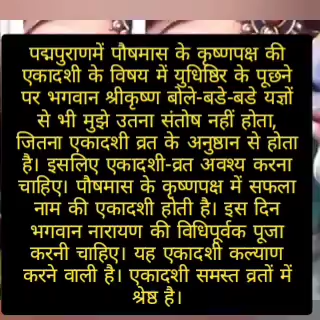 पद्मपुराणमें पौषमास के कृष्णपक्ष की
एकादशी के विषय में युधिष्ठिर के पूछने
पर भगवान श्रीकृष्ण बोले-बडे-बडे यज्ञों
से भी मुझे उतना संतोष नहीं होता,
जितना एकादशी व्रत के अनुष्ठान से होता
है। इसलिए एकादशी-व्रत अवश्य करना
चाहिए। पौषमास के कृष्णपक्ष में सफला
नाम की एकादशी होती है। इस दिन
भगवान नारायण की विधिपूर्वक पूजा
करनी चाहिए। यह एकादशी कल्याण
करने वाली है। एकादशी समस्त व्रतों में
श्रेष्ठ है।